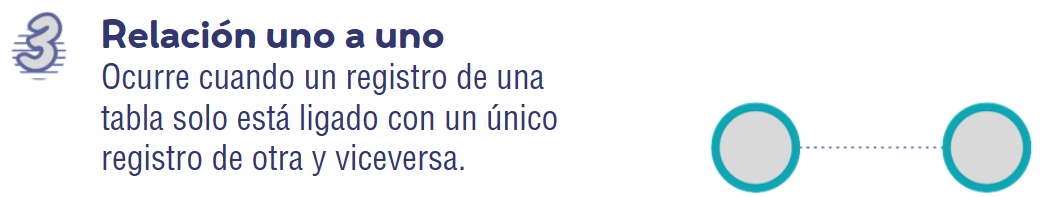 3
Relación uno a uno
Ocurre cuando un registro de una
tabla solo está ligado con un único
registro de otra y viceversa.